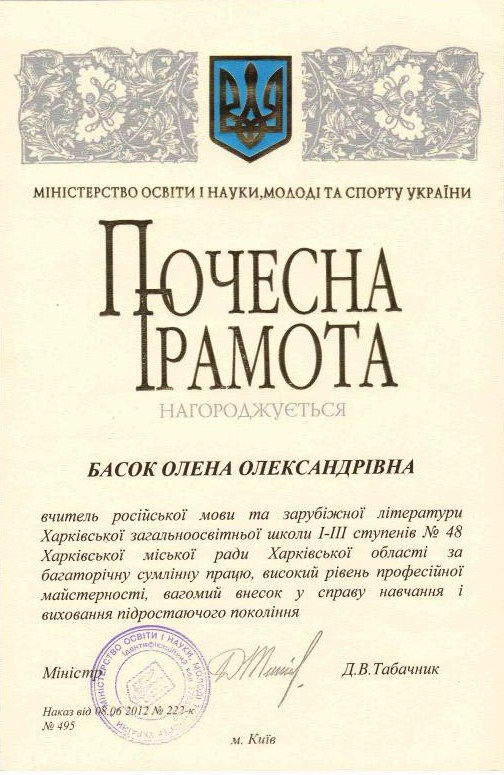 МІНІСТЕРСТВО ОСВІТИ І НАУКИ, МОЛОДІ ТА СПОРТУ УКРАЇНИ
ПОЧЕСНА
ГРАМОТА
НАГОРОДЖУЄТЬСЯ
БАСОК ОЛЕНА ОЛЕКСАНДРІВНА
вчитель російської мови та зарубіжної літератури
Харківської загальноосвітньої школи І-ІІІ ступенів № 48
Харківської міської ради Харківської області за
багаторічну сумлінну працю, високий рівень професійної
майстерності, вагомий внесок у справу навчання і
виховання підростаючого покоління
МІНІСТЕРСТВО ОСВІТИ І НАУКИ, МОЛОДІ
Ідентифікаційний код
Міністр
Д.В.Табачник
Наказ від 08.06 2012 № 222-к
№ 495
м. Київ